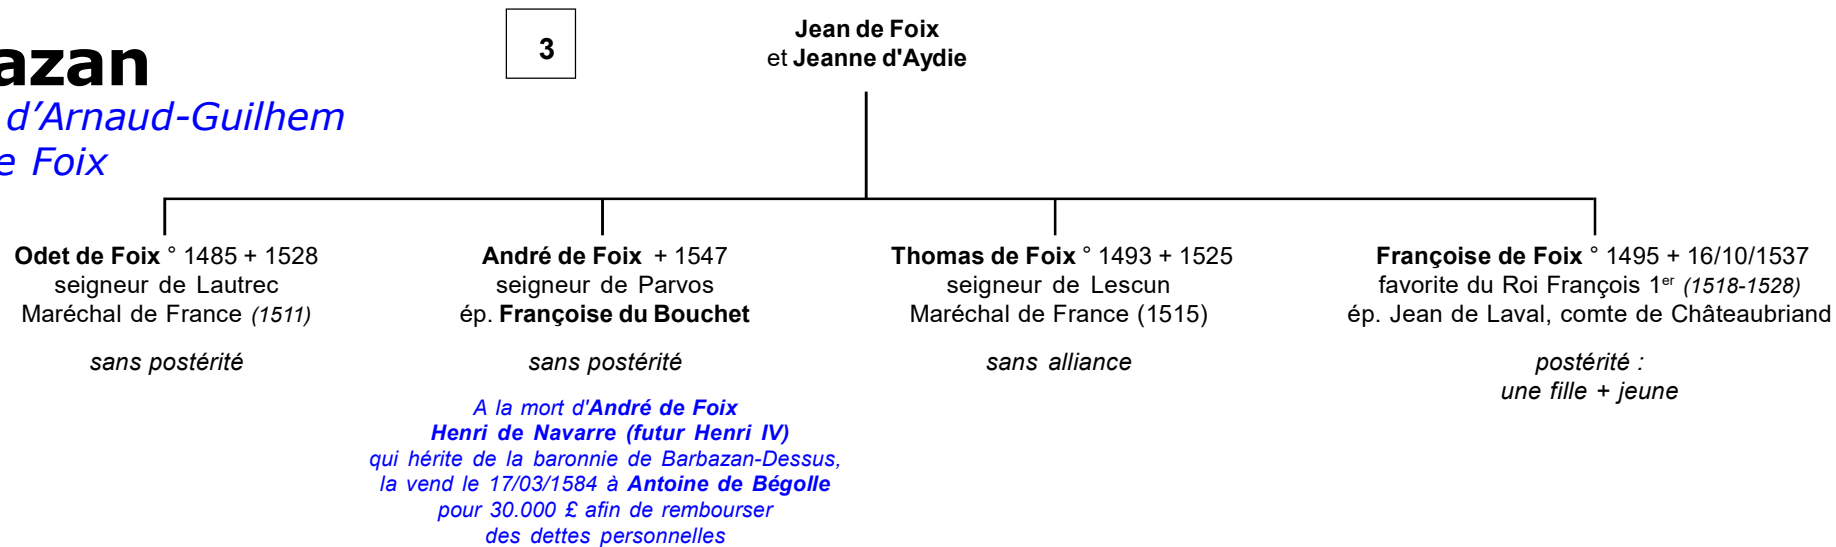 azan
d’Arnaud-Guilhem
e Foix
3
Jean de Foix
et Jeanne d'Aydie
Odet de Foix ° 1485 + 1528
seigneur de Lautrec
Maréchal de France (1511)
sans postérité
André de Foix + 1547
seigneur de Parvos
ép. Françoise du Bouchet
sans postérité
A la mort d'André de Foix
Henri de Navarre (futur Henri IV)
qui hérite de la baronnie de Barbazan-Dessus,
la vend le 17/03/1584 à Antoine de Bégolle
pour 30.000 £ afin de rembourser
des dettes personnelles
Thomas de Foix ° 1493 + 1525
seigneur de Lescun
Maréchal de France (1515)
sans alliance
Françoise de Foix ° 1495 + 16/10/1537
favorite du Roi François 1er (1518-1528)
ép. Jean de Laval, comte de Châteaubriand
postérité :
une fille + jeune